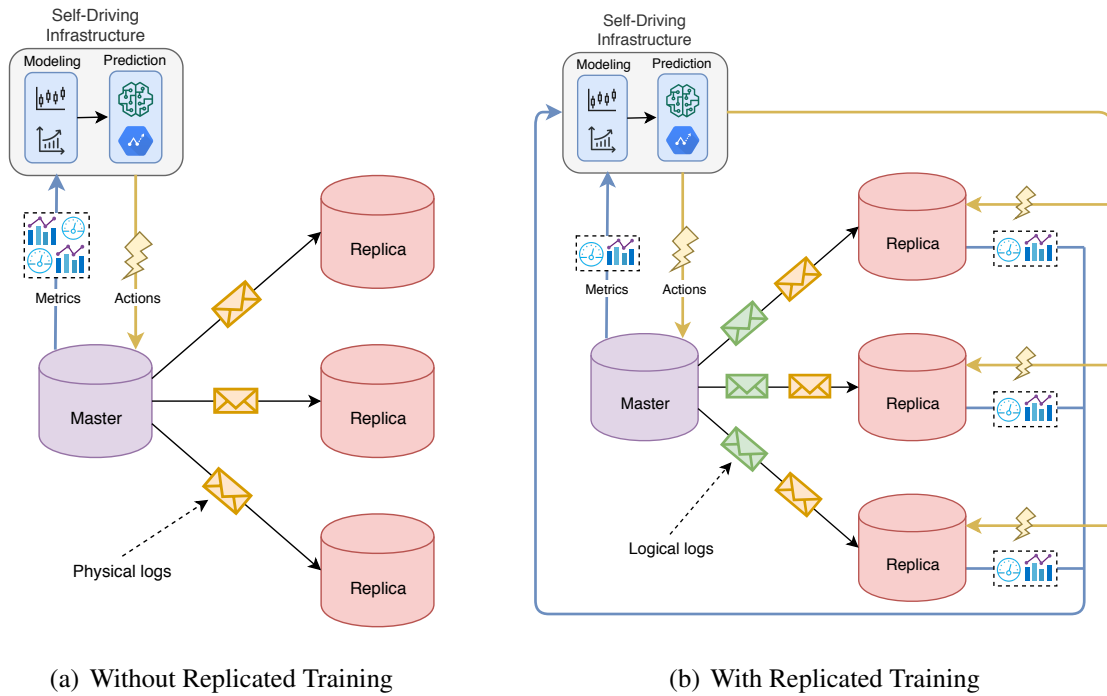 Self-Driving
Infrastructure
Modeling
Prediction
Metrics
Actions
Master
Replica
Replica
Replica
Physical logs
(a) Without Replicated Training
Self-Driving
Infrastructure
Modeling
Prediction
Metrics
Actions
Master
Replica
Replica
Replica
Logical logs
(b) With Replicated Training